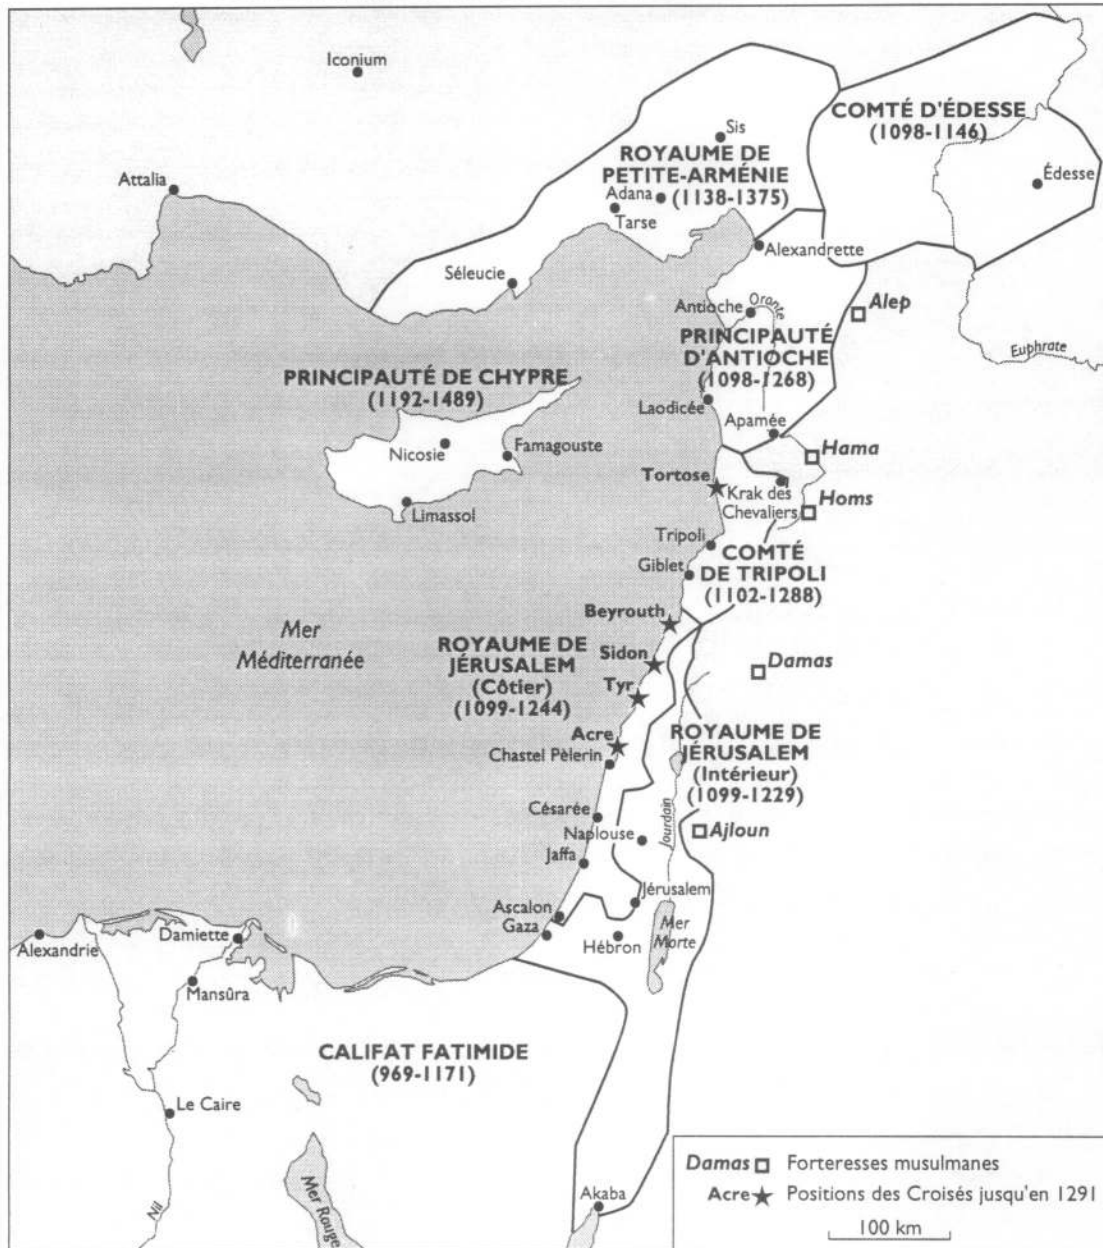 Iconium
COMTÉ D'ÉDESSE
(1098-1146)
Sis
ROYAUME DE
PETITE-ARMÉNIE
(1138-1375)
Adana
Tarse
Édesse
Attalia
Alexandrette
Séleucie
Antioche
Oronte
Alep
PRINCIPAUTÉ
D'ANTIOCHE
(1098-1268)
Euphrate
PRINCIPAUTÉ DE CHYPRE
(1192-1489)
Laodicée
Apamée
Nicosie
Famagouste
Hama
Tortose
Krak des
Chevaliers
Homs
Limassol
Tripoli
COMTÉ
DE TRIPOLI
(1102-1288)
Giblet
Beyrouth
Mer
Méditerranée
ROYAUME DE
JÉRUSALEM
(Côtier)
(1099-1244)
Sidon
Damas
Tyr
Acre
Chastel Pèlerin
ROYAUME DE
JÉRUSALEM
(Intérieur)
(1099-1229)
Césarée
Naplouse
Jourdain
Ajloun
Jaffa
Jérusalem
Ascalon
Gaza
Hébron
Mer
Morte
Alexandrie
Damiette
Mansûra
CALIFAT FATIMIDE
(969-1171)
Le Caire
Nil
Mer Rouge
Akaba
Damas Forteresses musulmanes
Acre Positions des Croisés jusqu'en 1291
100 km